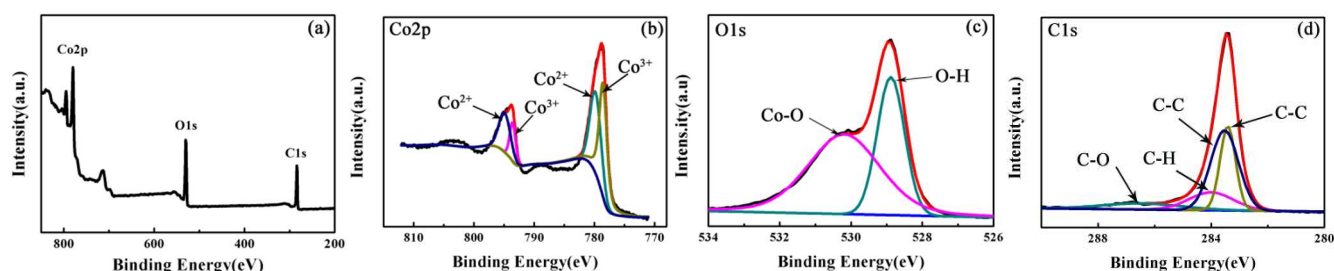 (a)
Co2p
O1s
C1s
Intensity(a.u.)
800 600 400 200
Binding Energy(eV)
Co2p
(b)
Co2+
Co3+
Co2+
Co3+
Intensity(a.u.)
810 800 790 780 770
Binding Energy(eV)
O1s
(c)
O-H
Co-O
Intens.ity(a.u.)
534 532 530 528 526
Binding Energy(eV)
C1s
(d)
C-C
C-C
C-O
C-H
Intensity(a.u.)
288 284 280
Binding Energy(eV)